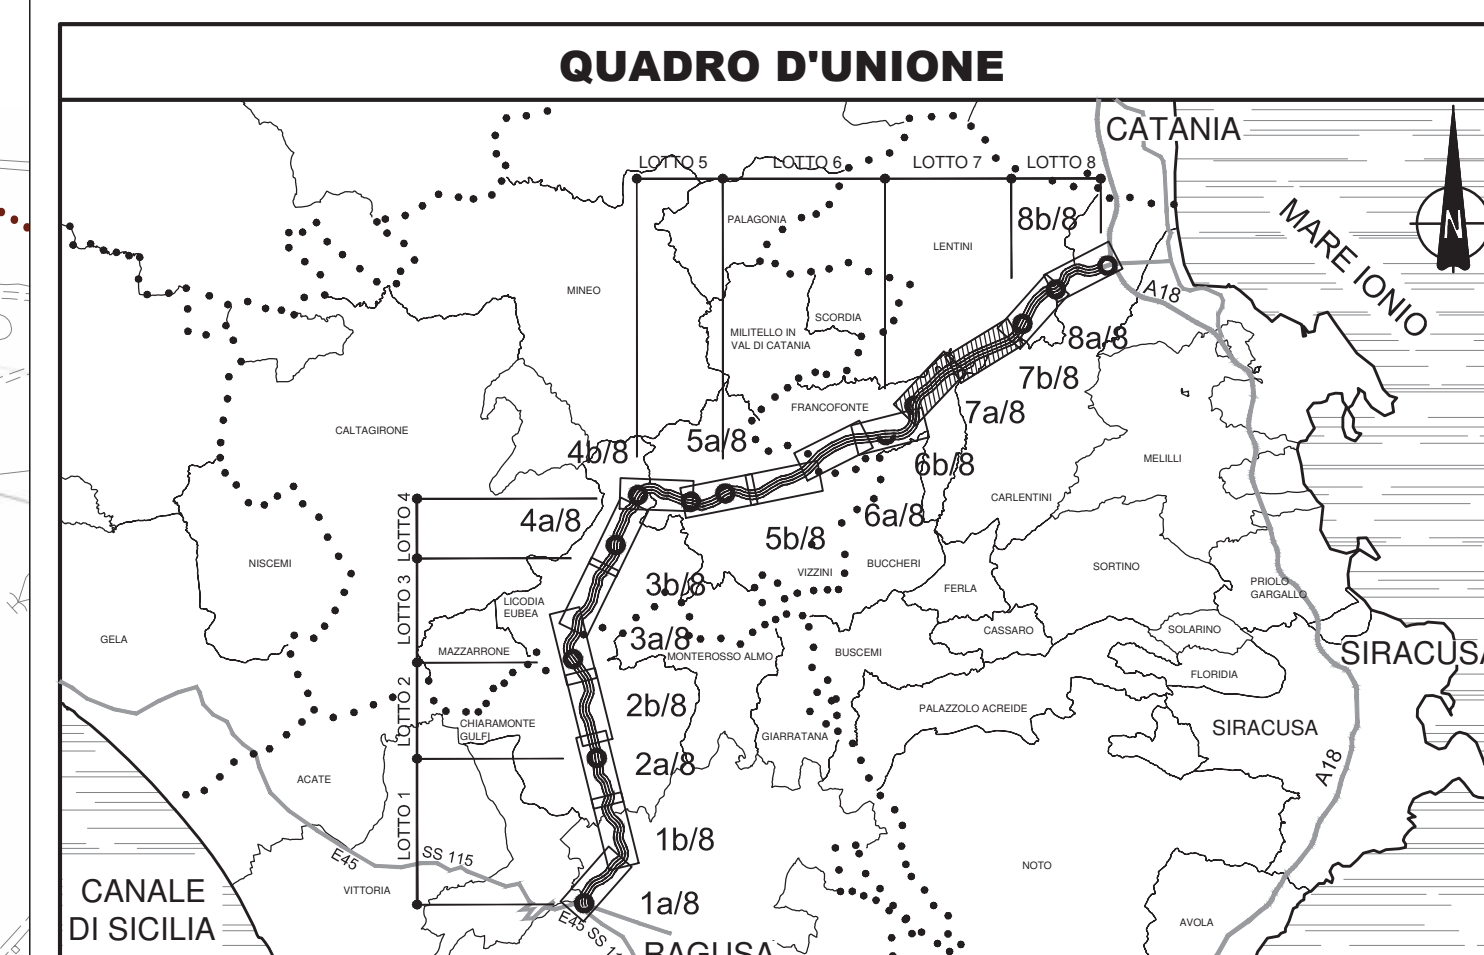 QUADRO D'UNIONE
CATANIA
LOTTO 5
LOTTO 6
LOTTO 7
LOTTO 8
PALAGONIA
8b/8
LENTINI
MARE IONIO
N
MINEO
A18
SCORDIA
MILITELLO IN
VAL DI CATANIA
8a/8
7b/8
FRANCOFONTE
7a/8
CALTAGIRONE
4b/8
5a/8
6b/8
MELILLI
CARLENTINI
LOTTO 4
4a/8
6a/8
5b/8
NISCEMI
VIZZINI
BUCCHERI
SORTINO
3b/8
FERLA
PRIOLO
GARGALLO
LOTTO 3
LICODIA
EUBEA
GELA
3a/8
CASSARO
SOLARINO
MAZZARRONE
MONTEROSSO ALMO
BUSCEMI
SIRACUSA
FLORIDIA
LOTTO 2
2b/8
PALAZZOLO ACREIDE
CHIARAMONTE
GULFI
GIARRATANA
SIRACUSA
2a/8
ACATE
A18
LOTTO 1
1b/8
E45
SS 115
NOTO
CANALE
DI SICILIA
VITTORIA
1a/8
E45 SS
AVOLA
RAGUSA